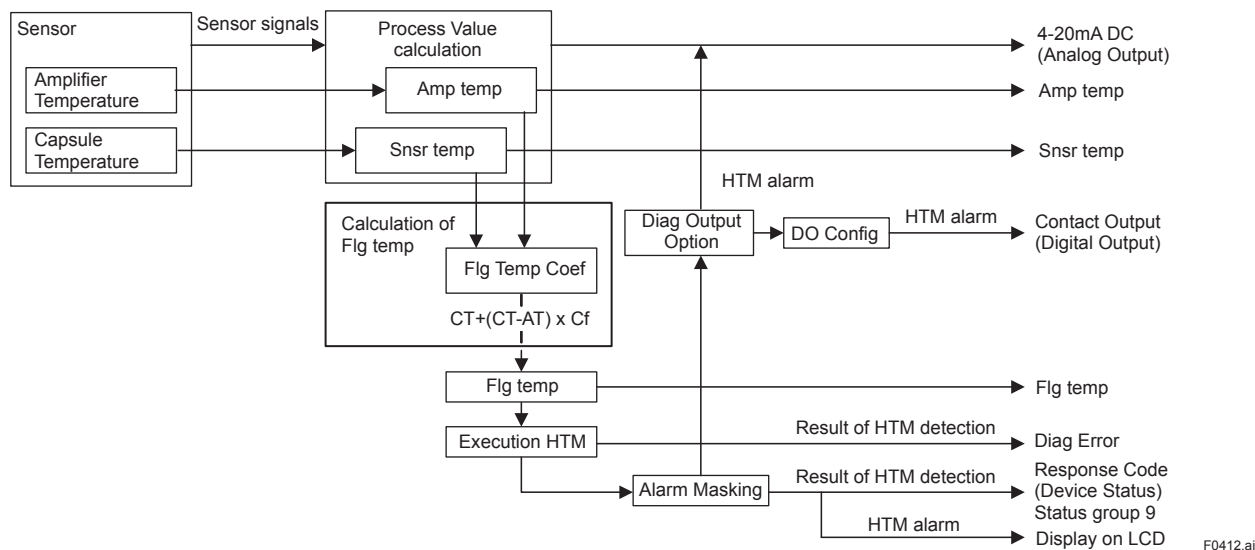 Sensor
Sensor signals
Process Value
calculation
4-20mA DC
(Analog Output)
Amplifier
Temperature
Amp temp
Amp temp
Capsule
Temperature
Snsr temp
Snsr temp
HTM alarm
Calculation of
Flg temp
Diag Output
Option
DO Config
HTM alarm
Contact Output
(Digital Output)
Flg Temp Coef
CT+(CT-AT) x Cf
Flg temp
Flg temp
Execution HTM
Result of HTM detection
Diag Error
Alarm Masking
Result of HTM detection
Response Code
(Device Status)
Status group 9
HTM alarm
Display on LCD
F0412.ai